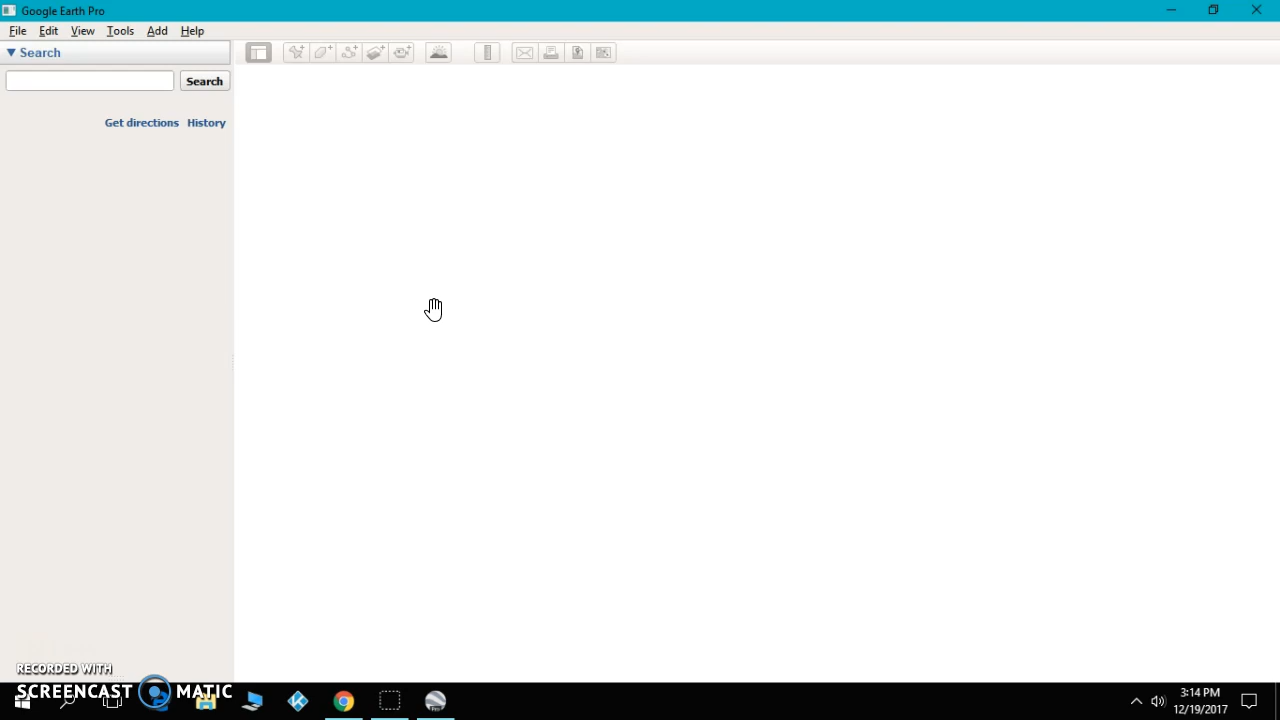 Google Earth Pro
File Edit View Tools Add Help
Search
Search
Get directions History
RECORDED WITH
SCREENCAST MATIC
3:14 PM
12/19/2017